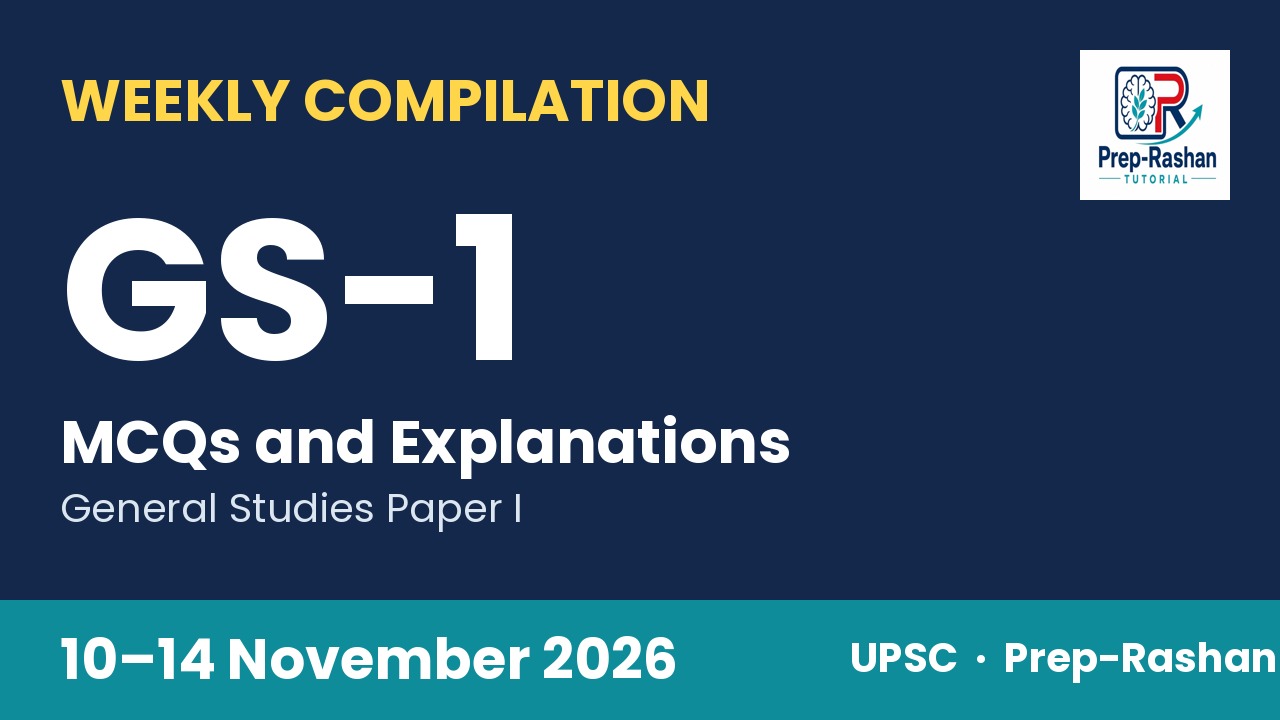 WEEKLY COMPILATION
R
Prep-Rashan
TUTORIAL
GS-1
MCQs and Explanations
General Studies Paper I
10–14 November 2026
UPSC · Prep-Rashan